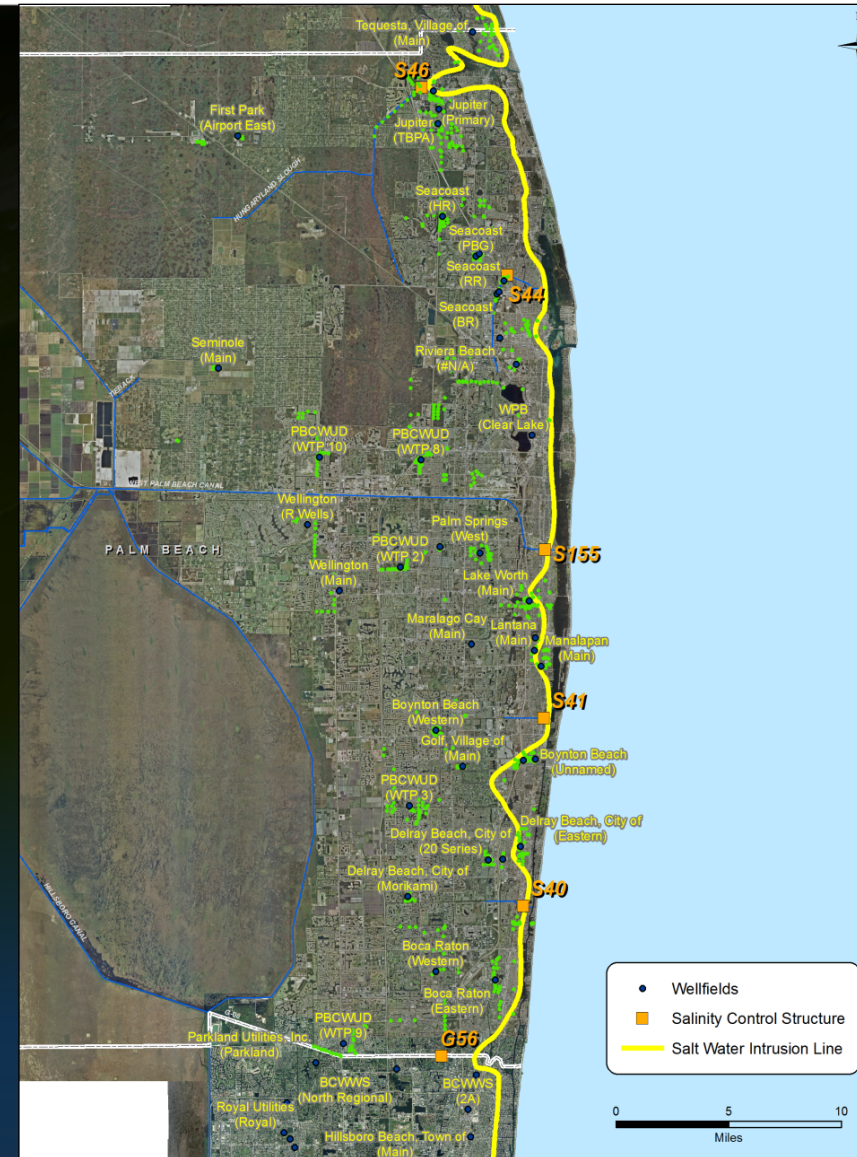 Tequesta, Village of
(Main)
S46
First Park
(Airport East)
Jupiter
(Primary)
Jupiter
(TBPA)
HUNGARYLAND SLOUGH
Seacoast
(HR)
Seacoast
(PBG)
Seacoast
(RR)
S44
Seacoast
(BR)
Riviera Beach
(#N/A)
Seminole
(Main)
TIEBACK
WPB
(Clear Lake)
PBCWUD
(WTP 10)
PBCWUD
(WTP 8)
WEST PALM BEACH CANAL
Wellington
(R Wells)
Palm Springs
(West)
PALM BEACH
PBCWUD
(WTP 2)
S155
Wellington
(Main)
Lake Worth
(Main)
Maralago Cay
(Main)
Lantana
(Main)
Manalapan
(Main)
S41
Boynton Beach
(Western)
Golf, Village of
(Main)
Boynton Beach
(Unnamed)
PBCWUD
(WTP 3)
Delray Beach, City of
(Eastern)
Delray Beach, City of
(20 Series)
Delray Beach, City of
(Morikami)
S40
HILLSBORO CANAL
Boca Raton
(Western)
Boca Raton
(Eastern)
G-08
PBCWUD
(WTP 9)
Parkland Utilities, Inc.
(Parkland)
G56
BCWWS
(North Regional)
BCWWS
(2A)
Royal Utilities
(Royal)
Hillsboro Beach, Town of
(Main)
Wellfields
Salinity Control Structure
Salt Water Intrusion Line
0 5 10
Miles